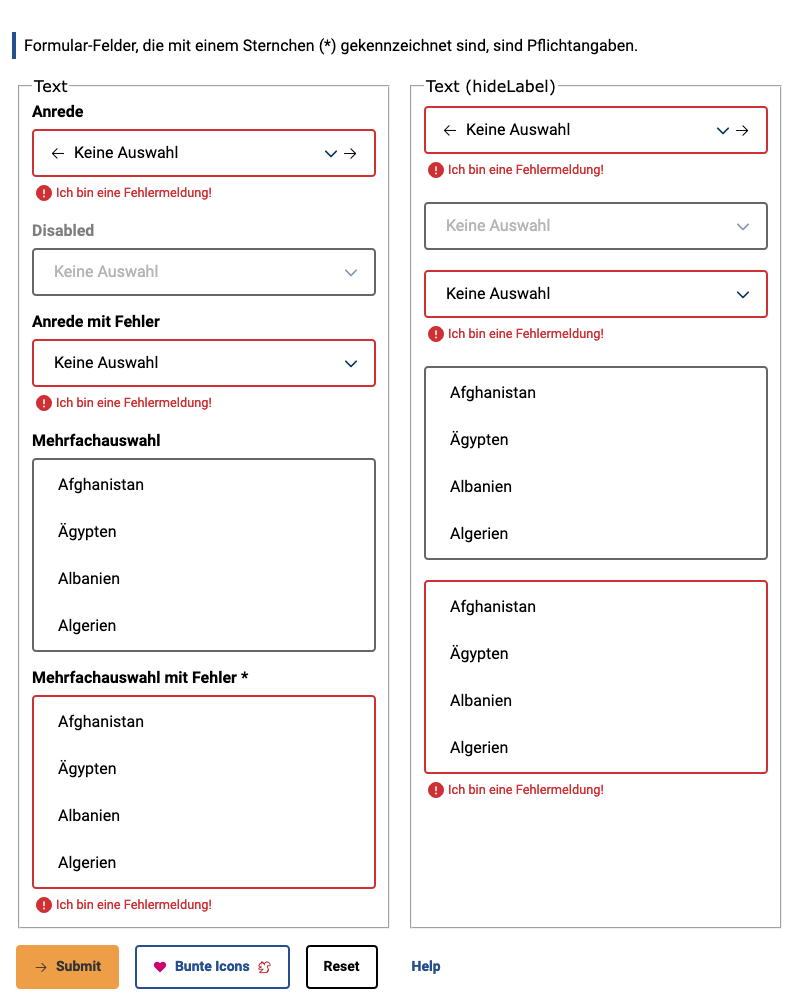 Formular-Felder, die mit einem Sternchen (*) gekennzeichnet sind, sind Pflichtangaben.
Text
Anrede
Keine Auswahl
Ich bin eine Fehlermeldung!
Disabled
Keine Auswahl
Anrede mit Fehler
Keine Auswahl
Ich bin eine Fehlermeldung!
Mehrfachauswahl
Afghanistan
Ägypten
Albanien
Algerien
Mehrfachauswahl mit Fehler *
Afghanistan
Ägypten
Albanien
Algerien
Ich bin eine Fehlermeldung!
Text (hideLabel)
Keine Auswahl
Ich bin eine Fehlermeldung!
Keine Auswahl
Keine Auswahl
Ich bin eine Fehlermeldung!
Afghanistan
Ägypten
Albanien
Algerien
Afghanistan
Ägypten
Albanien
Algerien
Ich bin eine Fehlermeldung!
Submit
Bunte Icons
Reset
Help